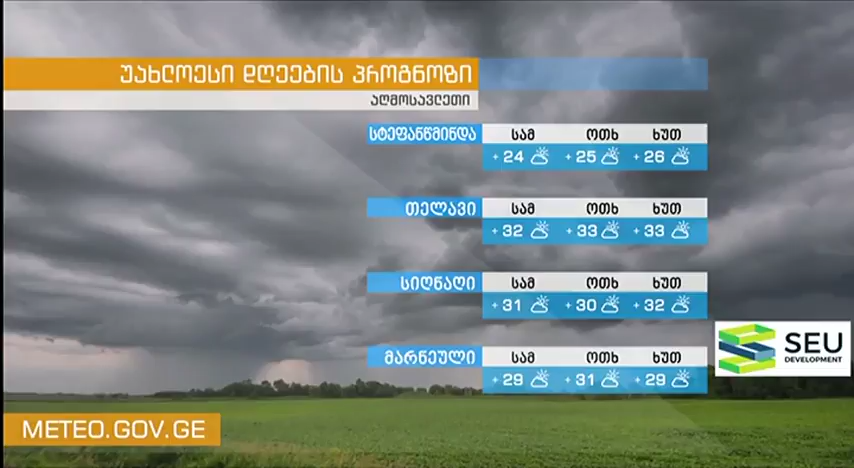 უახლოესი დღეების პროგნოზი
აღმოსავლეთი
სტეფანწმინდა
სამ ოთხ ხუთ
+24 +25 +26
თელავი
სამ ოთხ ხუთ
+32 +33 +33
სიღნაღი
სამ ოთხ ხუთ
+31 +30 +32
მარნეული
სამ ოთხ ხუთ
+29 +31 +29
SEU
DEVELOPMENT
METEO.GOV.GE